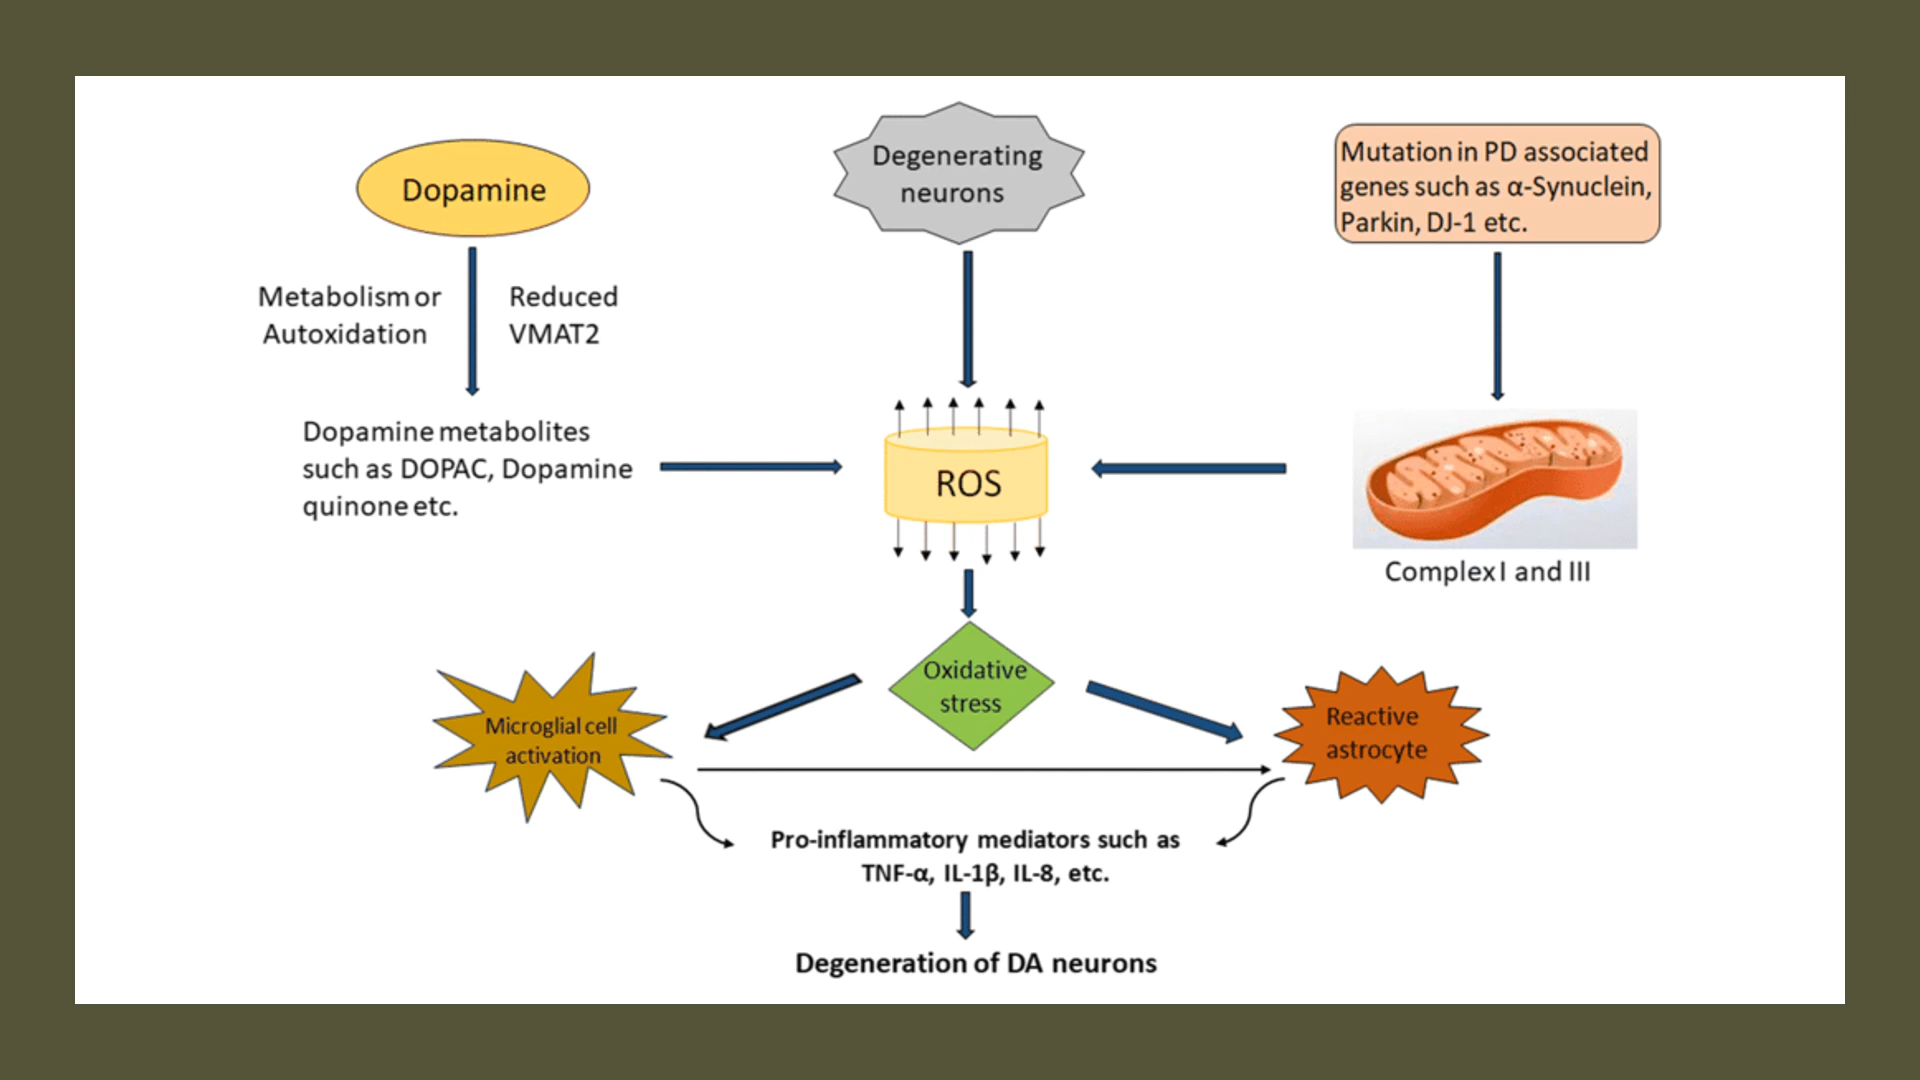 Dopamine
Degenerating
neurons
Mutation in PD associated
genes such as α-Synuclein,
Parkin, DJ-1 etc.
Metabolism or
Autoxidation
Reduced
VMAT2
Dopamine metabolites
such as DOPAC, Dopamine
quinone etc.
ROS
Complex I and III
Oxidative
stress
Microglial cell
activation
Reactive
astrocyte
Pro-inflammatory mediators such as
TNF-α, IL-1β, IL-8, etc.
Degeneration of DA neurons